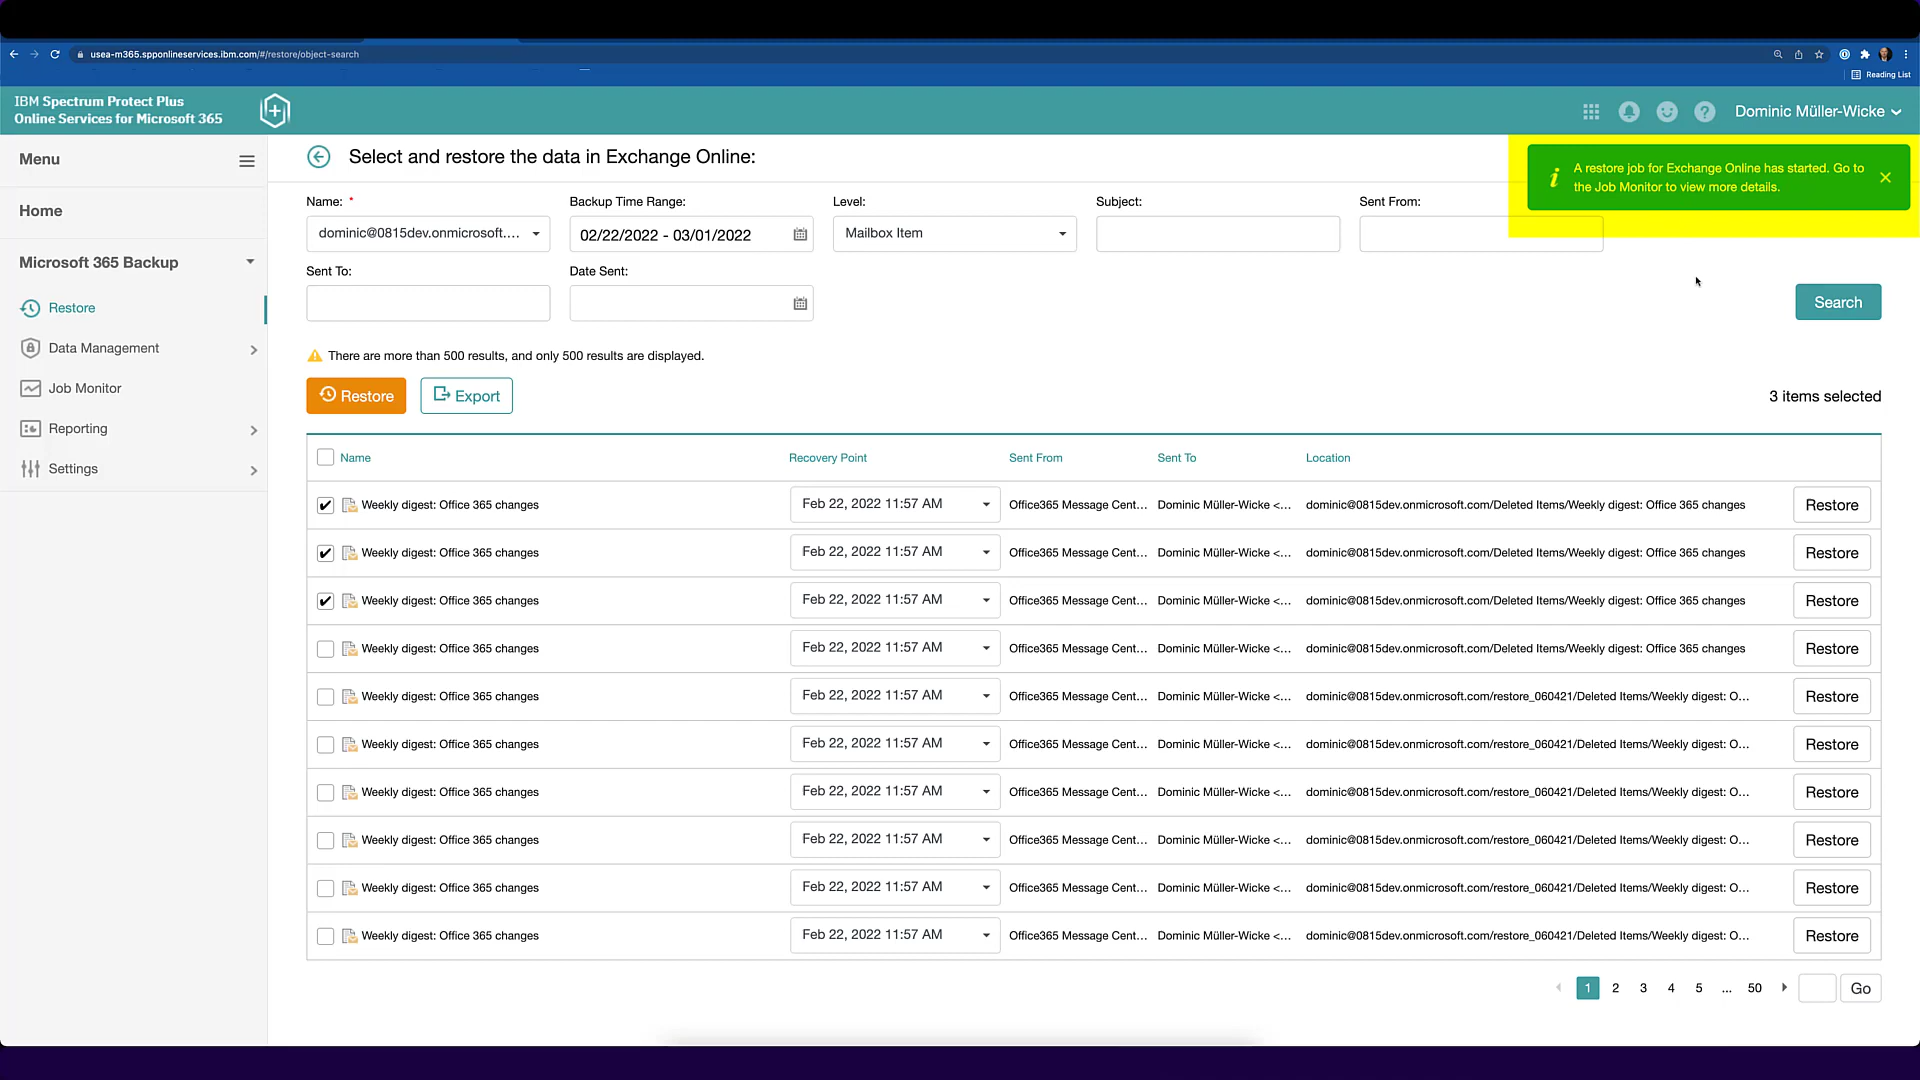 usea-m365.spponlineservices.ibm.com/#/restore/object-search
Reading List
IBM Spectrum Protect Plus
Online Services for Microsoft 365
Dominic Müller-Wicke
Menu
Home
Microsoft 365 Backup
Restore
Data Management
Job Monitor
Reporting
Settings
Select and restore the data in Exchange Online:
A restore job for Exchange Online has started. Go to
the Job Monitor to view more details.
Name: * Backup Time Range: Level: Subject: Sent From:
dominic@0815dev.onmicrosoft.... 02/22/2022 - 03/01/2022 Mailbox Item
Sent To: Date Sent:
Search
There are more than 500 results, and only 500 results are displayed.
Restore Export 3 items selected
Name Recovery Point Sent From Sent To Location
Weekly digest: Office 365 changes Feb 22, 2022 11:57 AM Office365 Message Cent... Dominic Müller-Wicke <... dominic@0815dev.onmicrosoft.com/Deleted Items/Weekly digest: Office 365 changes Restore
Weekly digest: Office 365 changes Feb 22, 2022 11:57 AM Office365 Message Cent... Dominic Müller-Wicke <... dominic@0815dev.onmicrosoft.com/Deleted Items/Weekly digest: Office 365 changes Restore
Weekly digest: Office 365 changes Feb 22, 2022 11:57 AM Office365 Message Cent... Dominic Müller-Wicke <... dominic@0815dev.onmicrosoft.com/Deleted Items/Weekly digest: Office 365 changes Restore
Weekly digest: Office 365 changes Feb 22, 2022 11:57 AM Office365 Message Cent... Dominic Müller-Wicke <... dominic@0815dev.onmicrosoft.com/Deleted Items/Weekly digest: Office 365 changes Restore
Weekly digest: Office 365 changes Feb 22, 2022 11:57 AM Office365 Message Cent... Dominic Müller-Wicke <... dominic@0815dev.onmicrosoft.com/restore_060421/Deleted Items/Weekly digest: O... Restore
Weekly digest: Office 365 changes Feb 22, 2022 11:57 AM Office365 Message Cent... Dominic Müller-Wicke <... dominic@0815dev.onmicrosoft.com/restore_060421/Deleted Items/Weekly digest: O... Restore
Weekly digest: Office 365 changes Feb 22, 2022 11:57 AM Office365 Message Cent... Dominic Müller-Wicke <... dominic@0815dev.onmicrosoft.com/restore_060421/Deleted Items/Weekly digest: O... Restore
Weekly digest: Office 365 changes Feb 22, 2022 11:57 AM Office365 Message Cent... Dominic Müller-Wicke <... dominic@0815dev.onmicrosoft.com/restore_060421/Deleted Items/Weekly digest: O... Restore
Weekly digest: Office 365 changes Feb 22, 2022 11:57 AM Office365 Message Cent... Dominic Müller-Wicke <... dominic@0815dev.onmicrosoft.com/restore_060421/Deleted Items/Weekly digest: O... Restore
Weekly digest: Office 365 changes Feb 22, 2022 11:57 AM Office365 Message Cent... Dominic Müller-Wicke <... dominic@0815dev.onmicrosoft.com/restore_060421/Deleted Items/Weekly digest: O... Restore
1 2 3 4 5 ... 50 Go